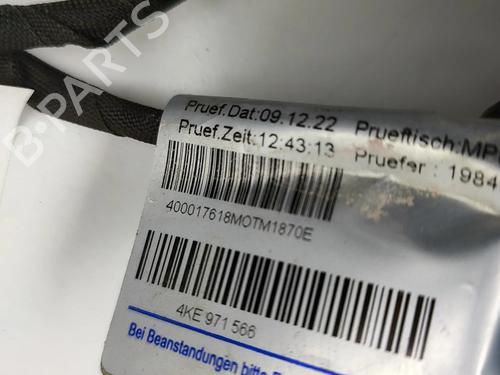 B-PARTS
Pruef.Dat:09.12.22 Prueftisch:MP
Pruef.Zeit:12:43:13 Pruefer : 1984
400017618MOTM1870E
4KE 971 566
Bei Beanstandungen bitte